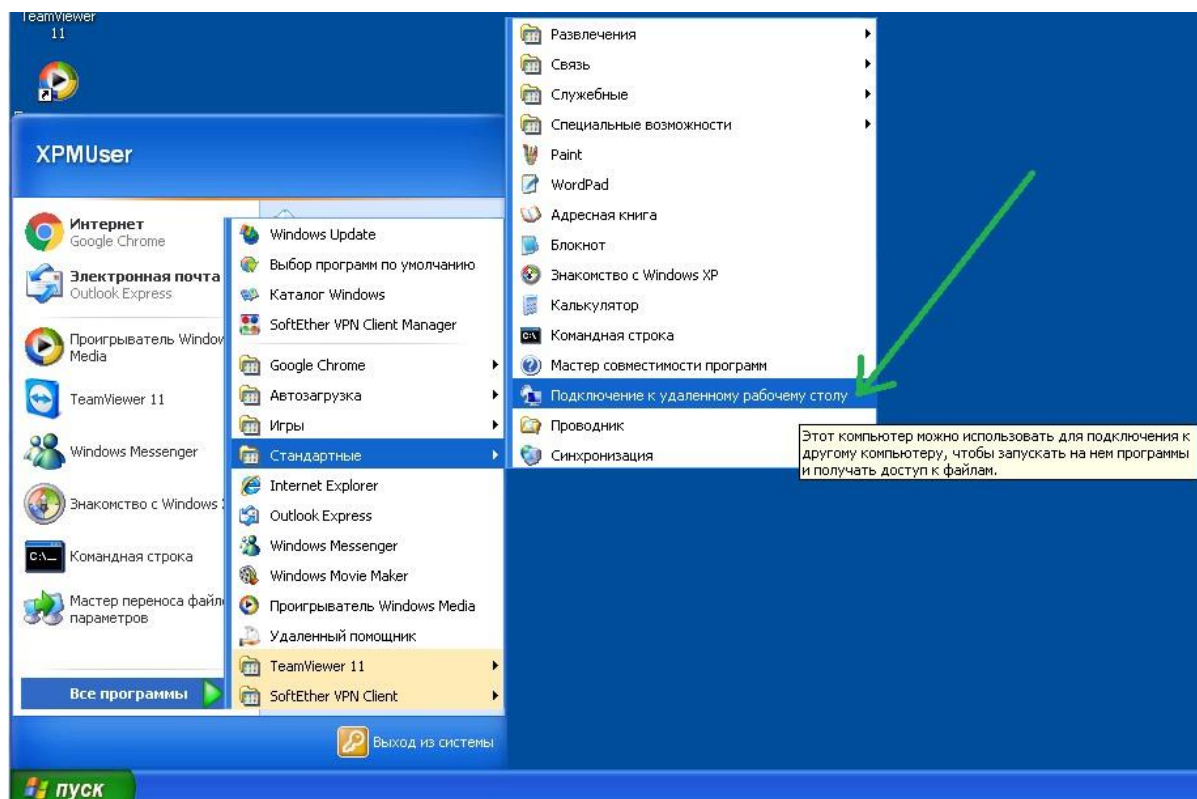 TeamViewer
11
XPMUser
Интернет
Google Chrome
Электронная почта
Outlook Express
Проигрыватель Window
Media
TeamViewer 11
Windows Messenger
Знакомство с Windows
Командная строка
Мастер переноса файло
параметров
Все программы
Windows Update
Выбор программ по умолчанию
Каталог Windows
SoftEther VPN Client Manager
Google Chrome
Автозагрузка
Игры
Стандартные
Internet Explorer
Outlook Express
Windows Messenger
Windows Movie Maker
Проигрыватель Windows Media
Удаленный помощник
TeamViewer 11
SoftEther VPN Client
Развлечения
Связь
Служебные
Специальные возможности
Paint
WordPad
Адресная книга
Блокнот
Знакомство с Windows XP
Калькулятор
Командная строка
Мастер совместимости программ
Подключение к удаленному рабочему столу
Проводник
Синхронизация
Этот компьютер можно использовать для подключения к
другому компьютеру, чтобы запускать на нем программы
и получать доступ к файлам.
Выход из системы
пуск